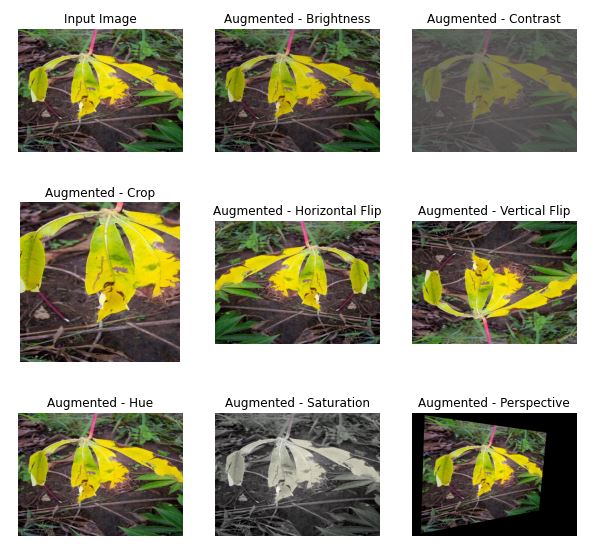 Input Image
Augmented - Brightness
Augmented - Contrast
Augmented - Crop
Augmented - Horizontal Flip
Augmented - Vertical Flip
Augmented - Hue
Augmented - Saturation
Augmented - Perspective